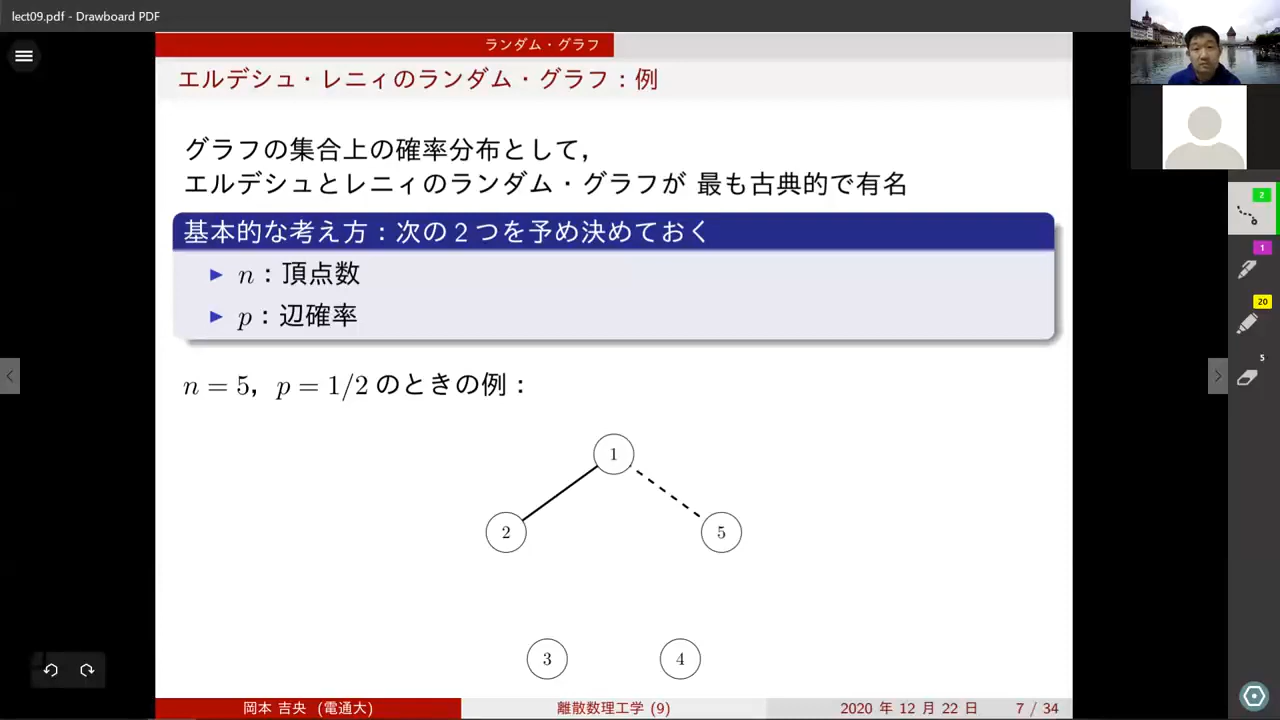 lect09.pdf - Drawboard PDF
ランダム・グラフ
エルデシュ・レニィのランダム・グラフ:例
グラフの集合上の確率分布として,
エルデシュとレニィのランダム・グラフが 最も古典的で有名
基本的な考え方:次の2つを予め決めておく
▶ n:頂点数
▶ p:辺確率
n = 5, p = 1/2 のときの例:
1
2
5
3
4
岡本 吉央 (電通大)
離散数理工学 (9)
2020 年 12 月 22 日
7 / 34
2
1
20
5